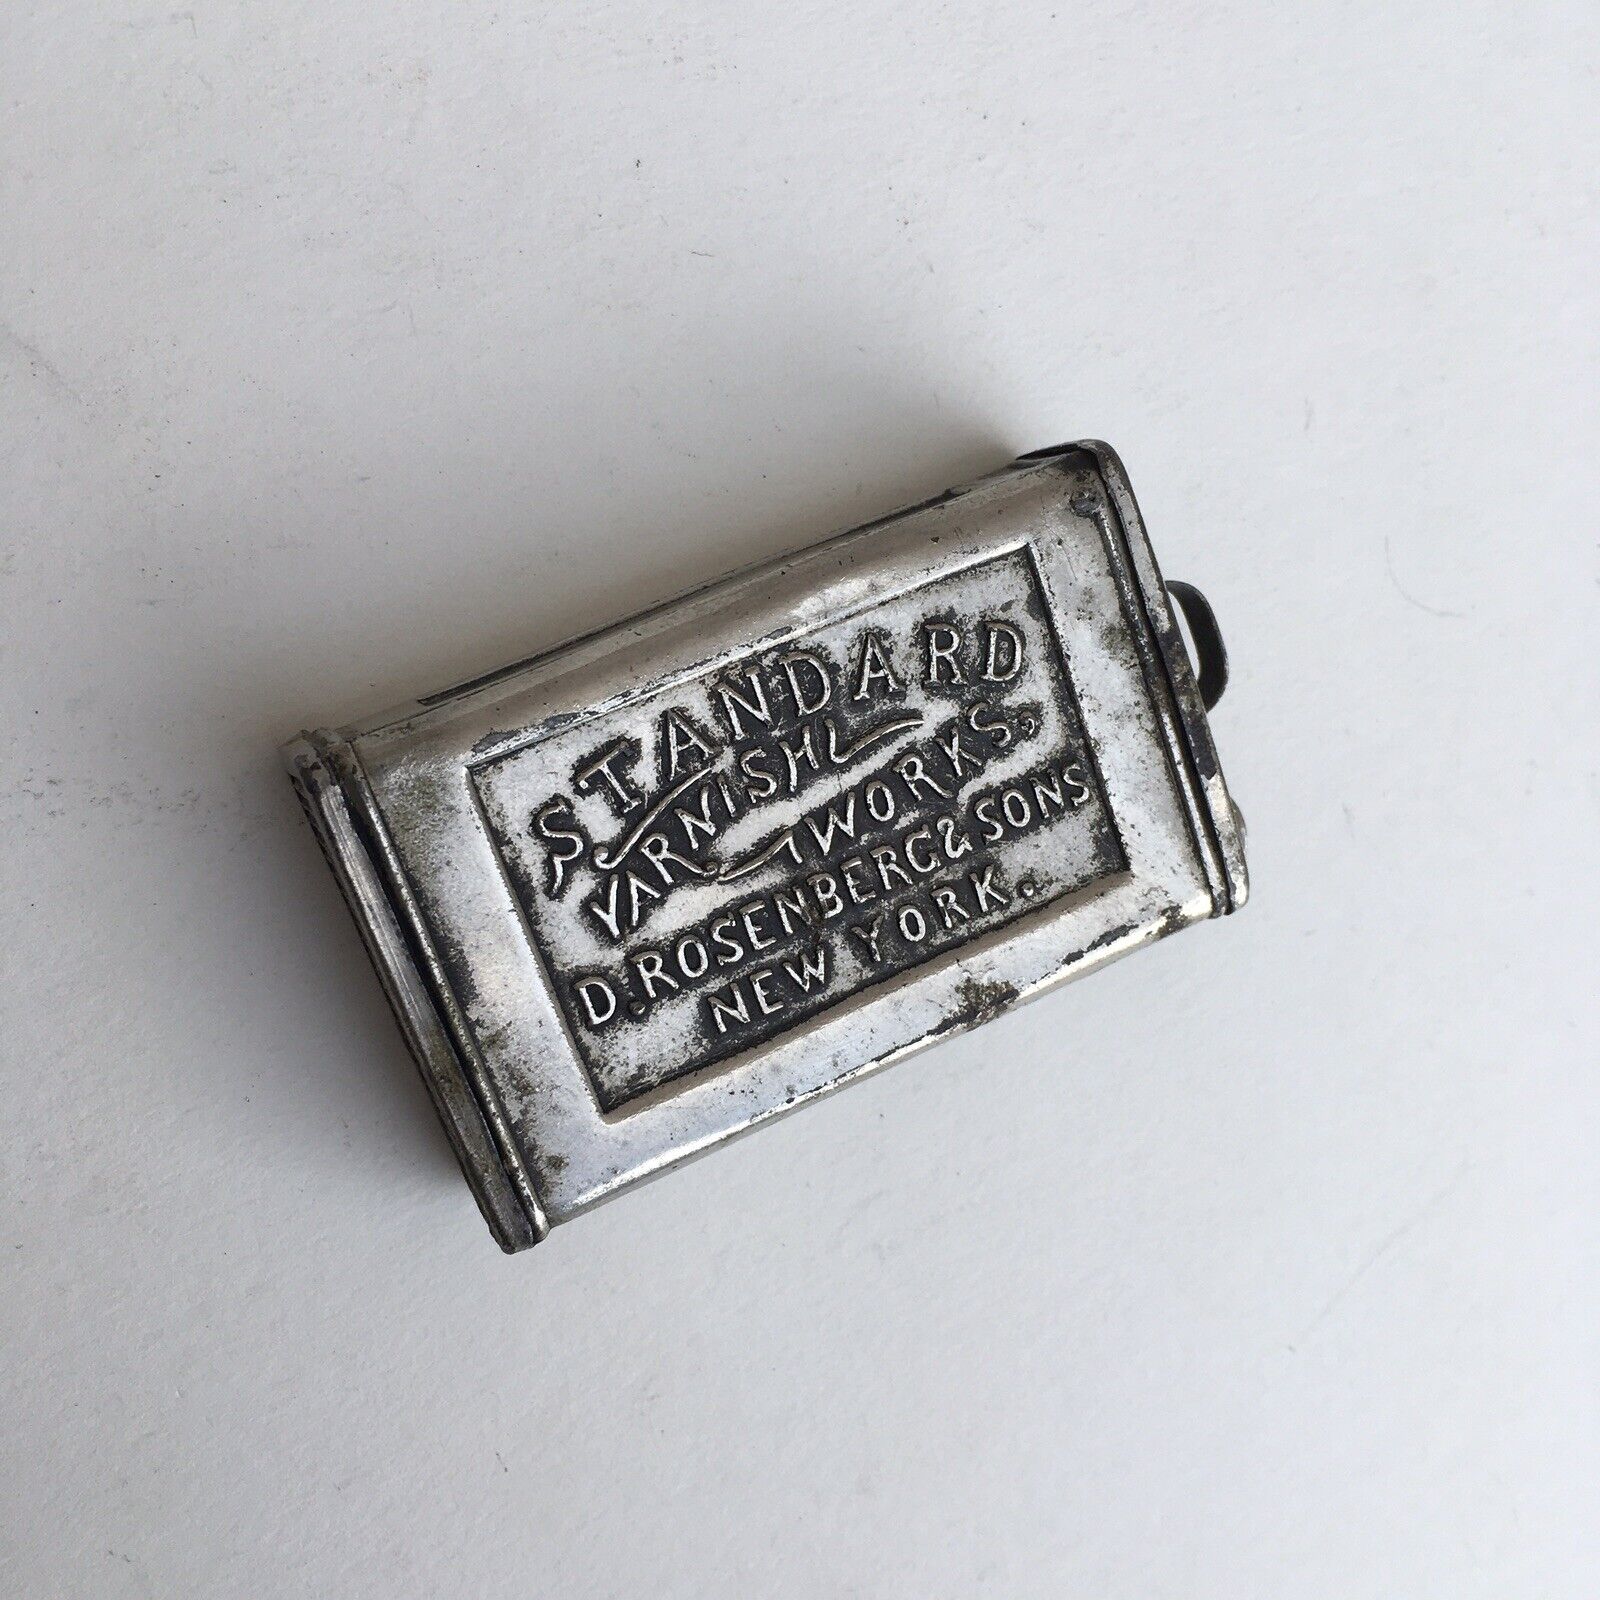 STANDARD
VARNISH
WORKS,
D. ROSENBERG & SONS
NEW YORK.